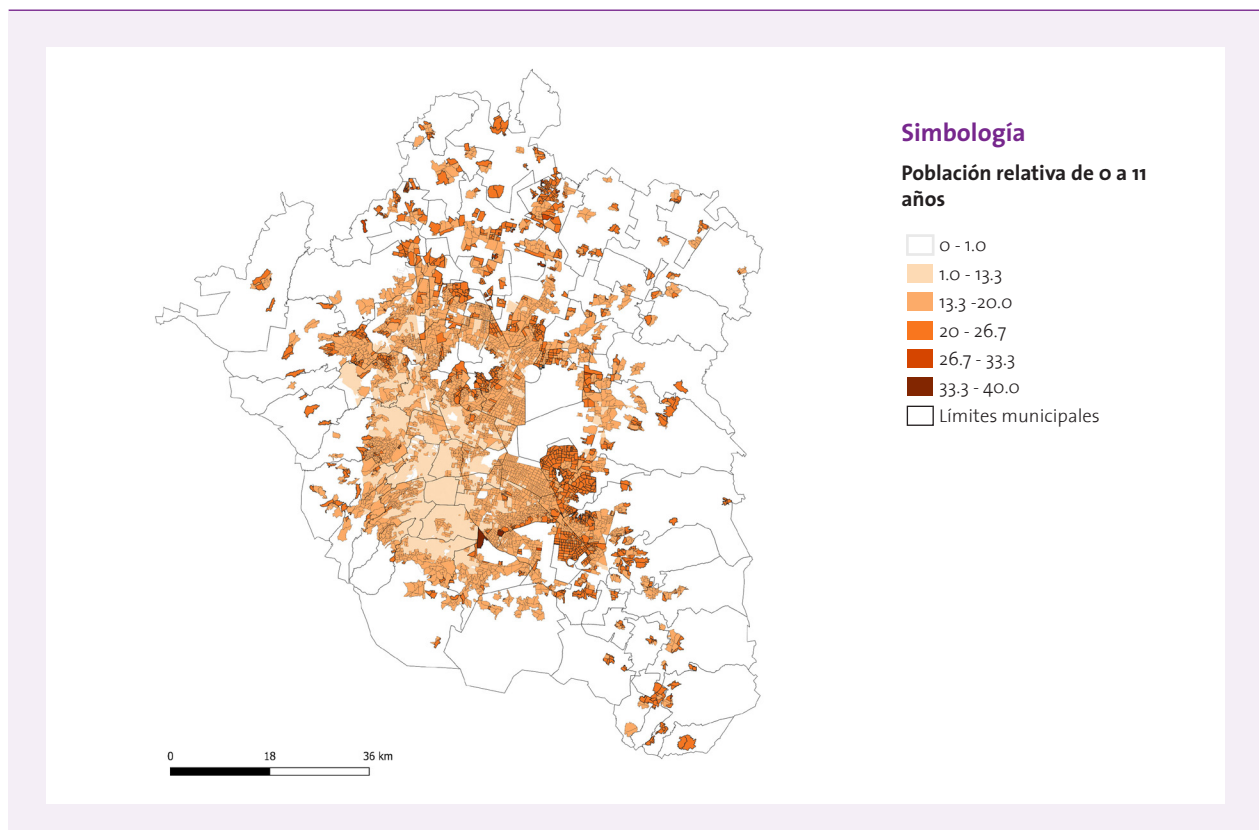 Simbología
Población relativa de 0 a 11
años
0 - 1.0
1.0 - 13.3
13.3 -20.0
20 - 26.7
26.7 - 33.3
33.3 - 40.0
Límites municipales
0 18 36 km